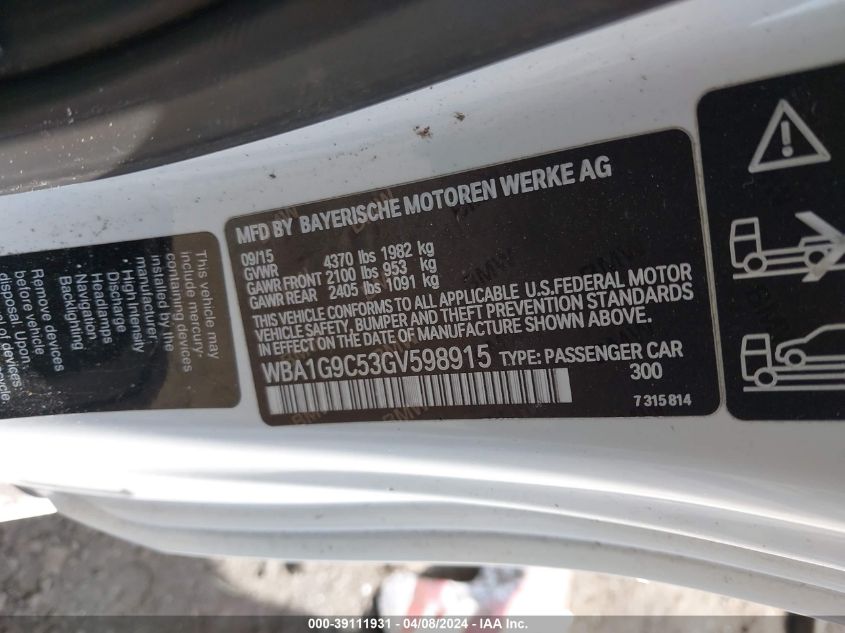 MFD BY BAYERISCHE MOTOREN WERKE AG
09/15
GVWR 4370 lbs 1982 kg
GAWR FRONT 2100 lbs 953 kg
GAWR REAR 2405 lbs 1091 kg
THIS VEHICLE CONFORMS TO ALL APPLICABLE U.S.FEDERAL MOTOR
VEHICLE SAFETY, BUMPER AND THEFT PREVENTION STANDARDS
IN EFFECT ON THE DATE OF MANUFACTURE SHOWN ABOVE.
WBA1G9C53GV598915 TYPE: PASSENGER CAR
300
7 315 814
This vehicle may
include mercury-
containing devices
installed by the
manufacturer:
• High Intensity
Discharge
Headlamps
• Navigation
Backlighting
Remove devices
before vehicle
disposal. Upon
of devices
000-39111931 - 04/08/2024 - IAA Inc.